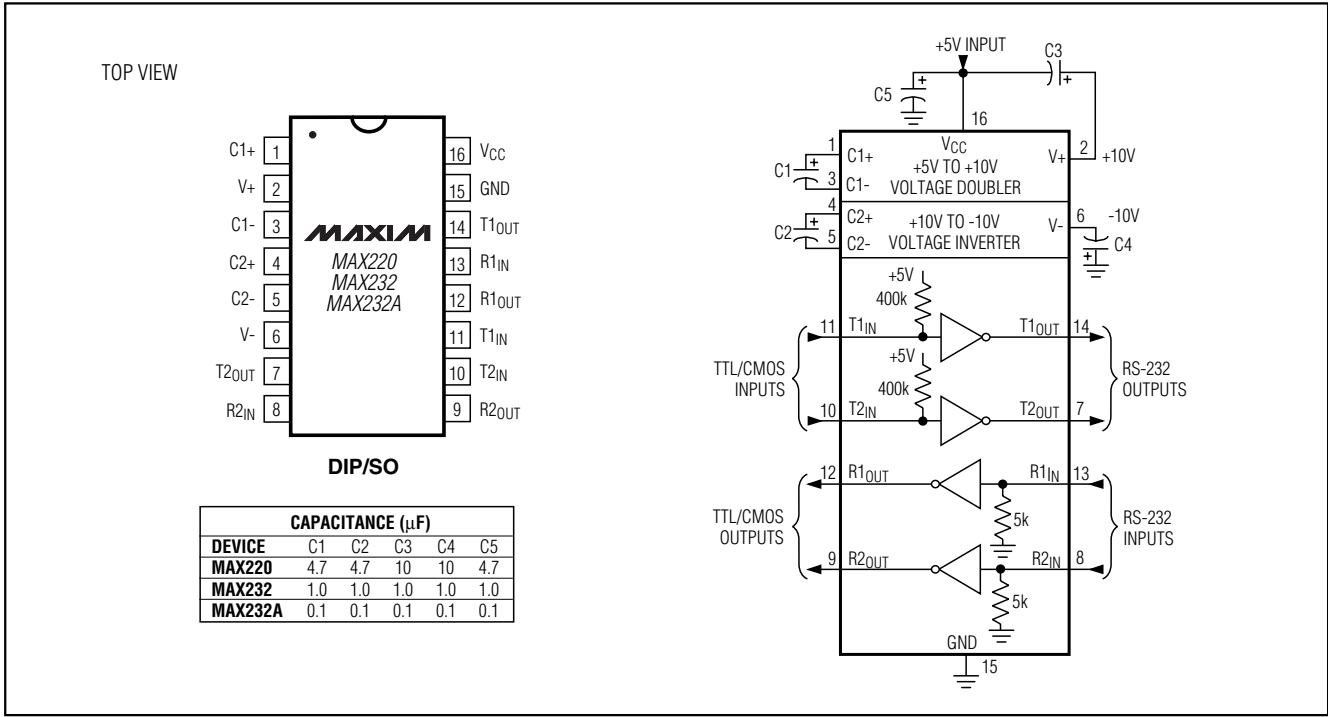 TOP VIEW
C1+ 1
V+ 2
C1- 3
C2+ 4
C2- 5
V- 6
T2OUT 7
R2IN 8
16 VCC
15 GND
14 T1OUT
13 R1IN
12 R1OUT
11 T1IN
10 T2IN
9 R2OUT
MAXIM
MAX220
MAX232
MAX232A
DIP/SO
CAPACITANCE (µF)
DEVICE C1 C2 C3 C4 C5
MAX220 4.7 4.7 10 10 4.7
MAX232 1.0 1.0 1.0 1.0 1.0
MAX232A 0.1 0.1 0.1 0.1 0.1
+5V INPUT
C3
+
C5 +
16
VCC
+5V TO +10V
VOLTAGE DOUBLER
1 C1+
C1 +
3 C1-
V+ 2 +10V
4 C2+
C2 +
5 C2-
+10V TO -10V
VOLTAGE INVERTER
V- 6 -10V
C4
+
+5V
400k
11 T1IN T1OUT 14
+5V
400k
TTL/CMOS
INPUTS
RS-232
OUTPUTS
10 T2IN T2OUT 7
12 R1OUT R1IN 13
5k
TTL/CMOS
OUTPUTS
RS-232
INPUTS
9 R2OUT R2IN 8
5k
GND
15